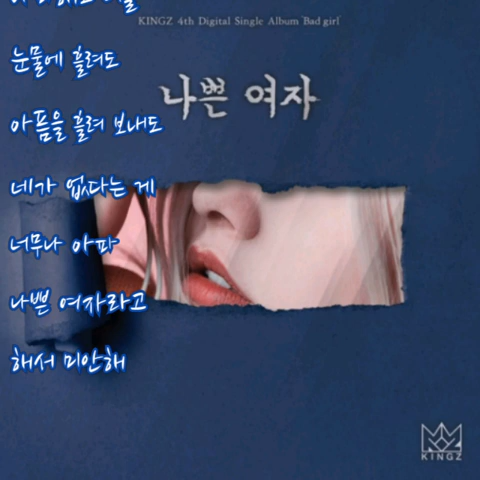 KINGZ 4th Digital Single Album 'Bad girl'
나쁜 여자
눈물에 흘려도
아픔을 흘려 보내도
네가 없다는 게
너무나 아파
나쁜 여자라고
해서 미안해
KINGZ